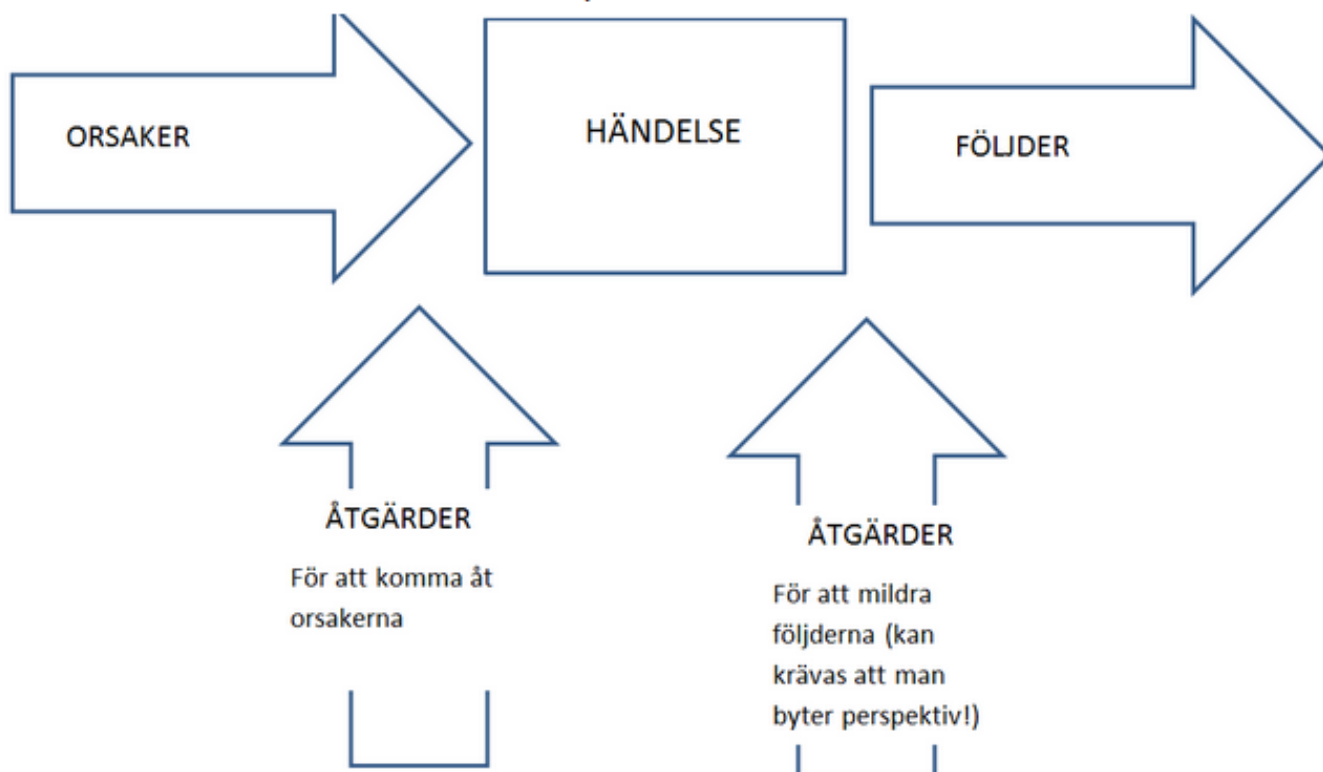 ORSAKER
HÄNDELSE
FÖLJDER
ÅTGÄRDER
För att komma åt
orsakerna
ÅTGÄRDER
För att mildra
följderna (kan
krävas att man
byter perspektiv!)